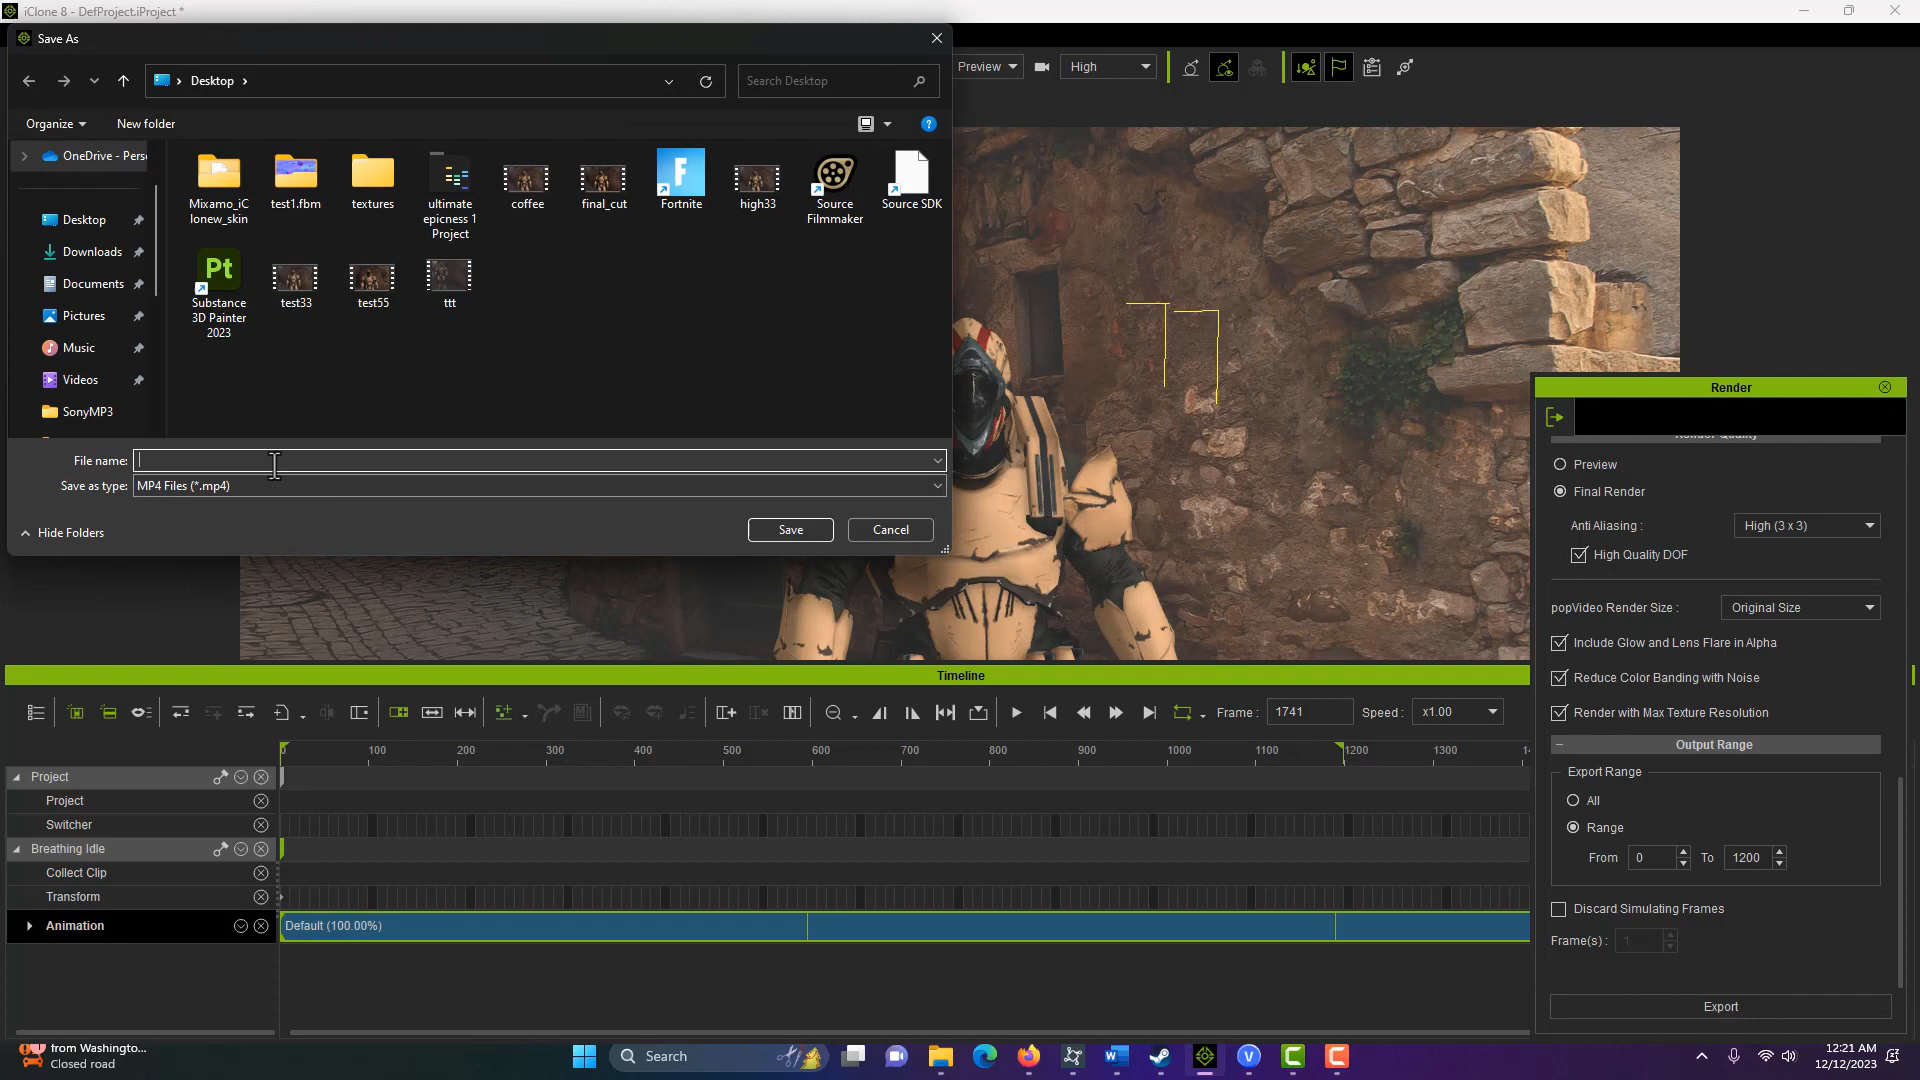 iClone 8 - DefProject.iProject *
Save As
Desktop
Search Desktop
Preview
High
Organize
New folder
OneDrive - Pers
Desktop
Downloads
Documents
Pictures
Music
Videos
SonyMP3
Mixamo_iC
lonew_skin
test1.fbm
textures
ultimate
epicness 1
Project
coffee
final_cut
Fortnite
high33
Source
Filmmaker
Source SDK
Pt
Substance
3D Painter
2023
test33
test55
ttt
File name:
Save as type: MP4 Files (*.mp4)
Hide Folders
Save
Cancel
Render
Render Quality
Preview
Final Render
Anti Aliasing : High (3 x 3)
High Quality DOF
popVideo Render Size : Original Size
Include Glow and Lens Flare in Alpha
Reduce Color Banding with Noise
Render with Max Texture Resolution
Output Range
Export Range
All
Range
From 0 To 1200
Discard Simulating Frames
Frame(s) : 1
Export
Timeline
Frame : 1741 Speed : x1.00
0 100 200 300 400 500 600 700 800 900 1000 1100 1200 1300
Project
Project
Switcher
Breathing Idle
Collect Clip
Transform
Animation
Default (100.00%)
from Washingto...
Closed road
Search
12:21 AM
12/12/2023